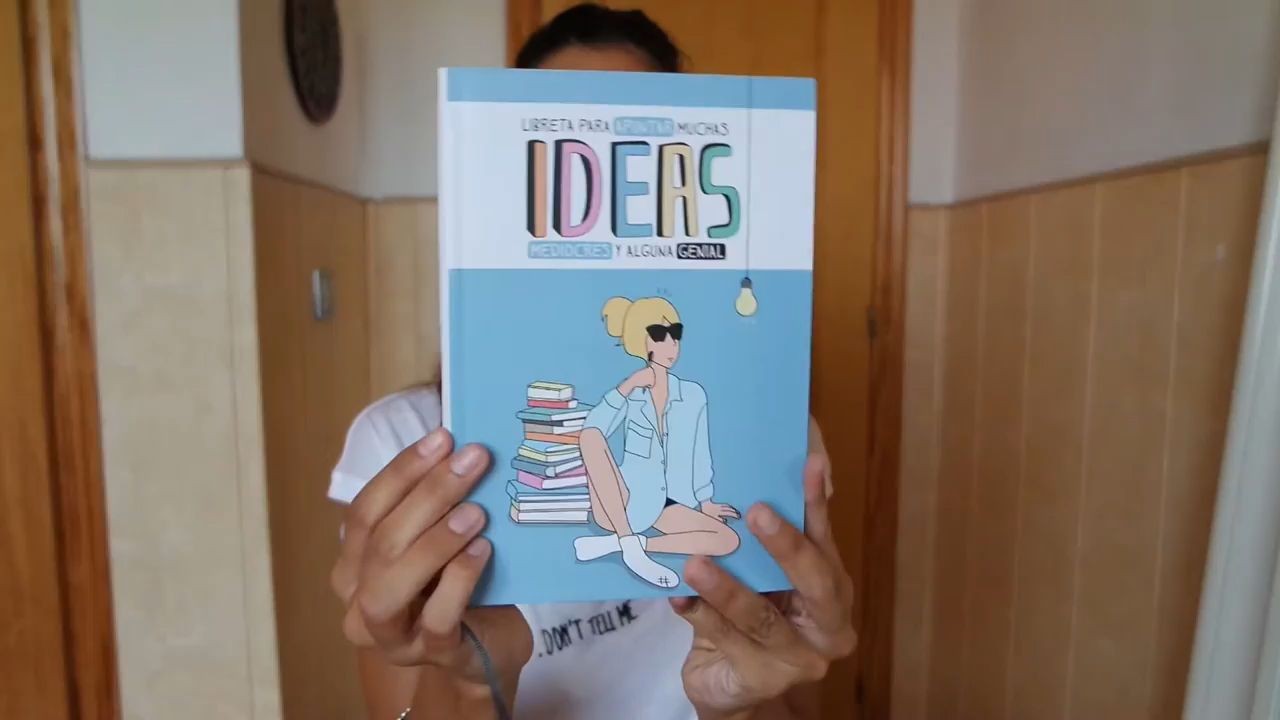 LIBRETA PARA APUNTAR MUCHAS
IDEAS
MEDIOCRES Y ALGUNA GENIAL
.DON'T TELL ME